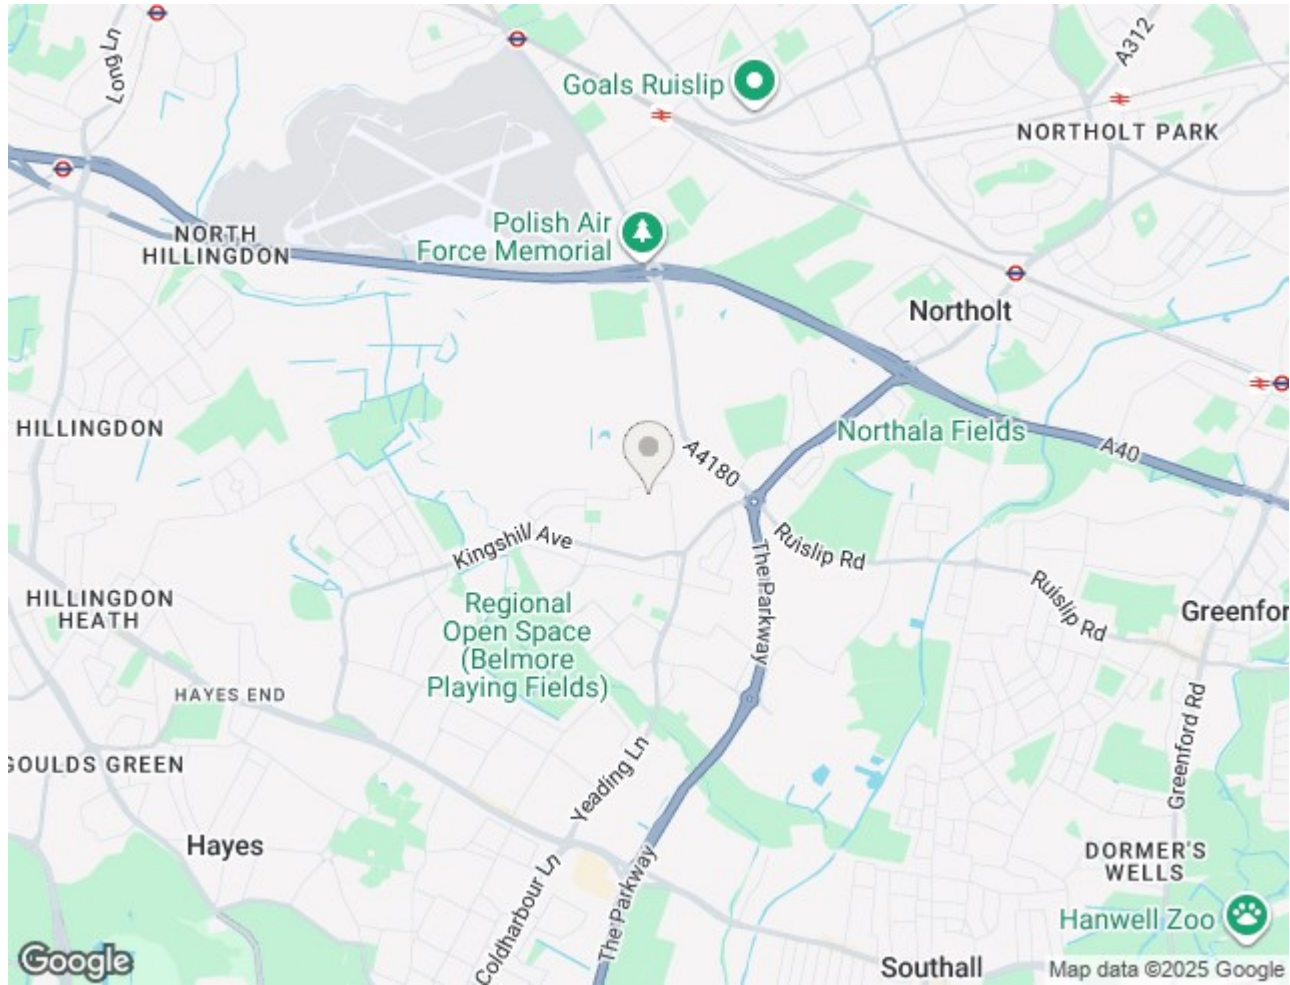 Long Ln
A312
Goals Ruislip
NORTHOLT PARK
Polish Air
Force Memorial
NORTH
HILLINGDON
Northolt
HILLINGDON
Northala Fields
A40
A4180
Kingshill Ave
Ruislip Rd
The Parkway
Ruislip Rd
HILLINGDON
HEATH
Regional
Open Space
(Belmore
Playing Fields)
Greenfor
HAYES END
Greenford Rd
GOULDS GREEN
Yeading Ln
Hayes
DORMER'S
WELLS
Coldharbour Ln
The Parkway
Hanwell Zoo
Southall
Google
Map data ©2025 Google